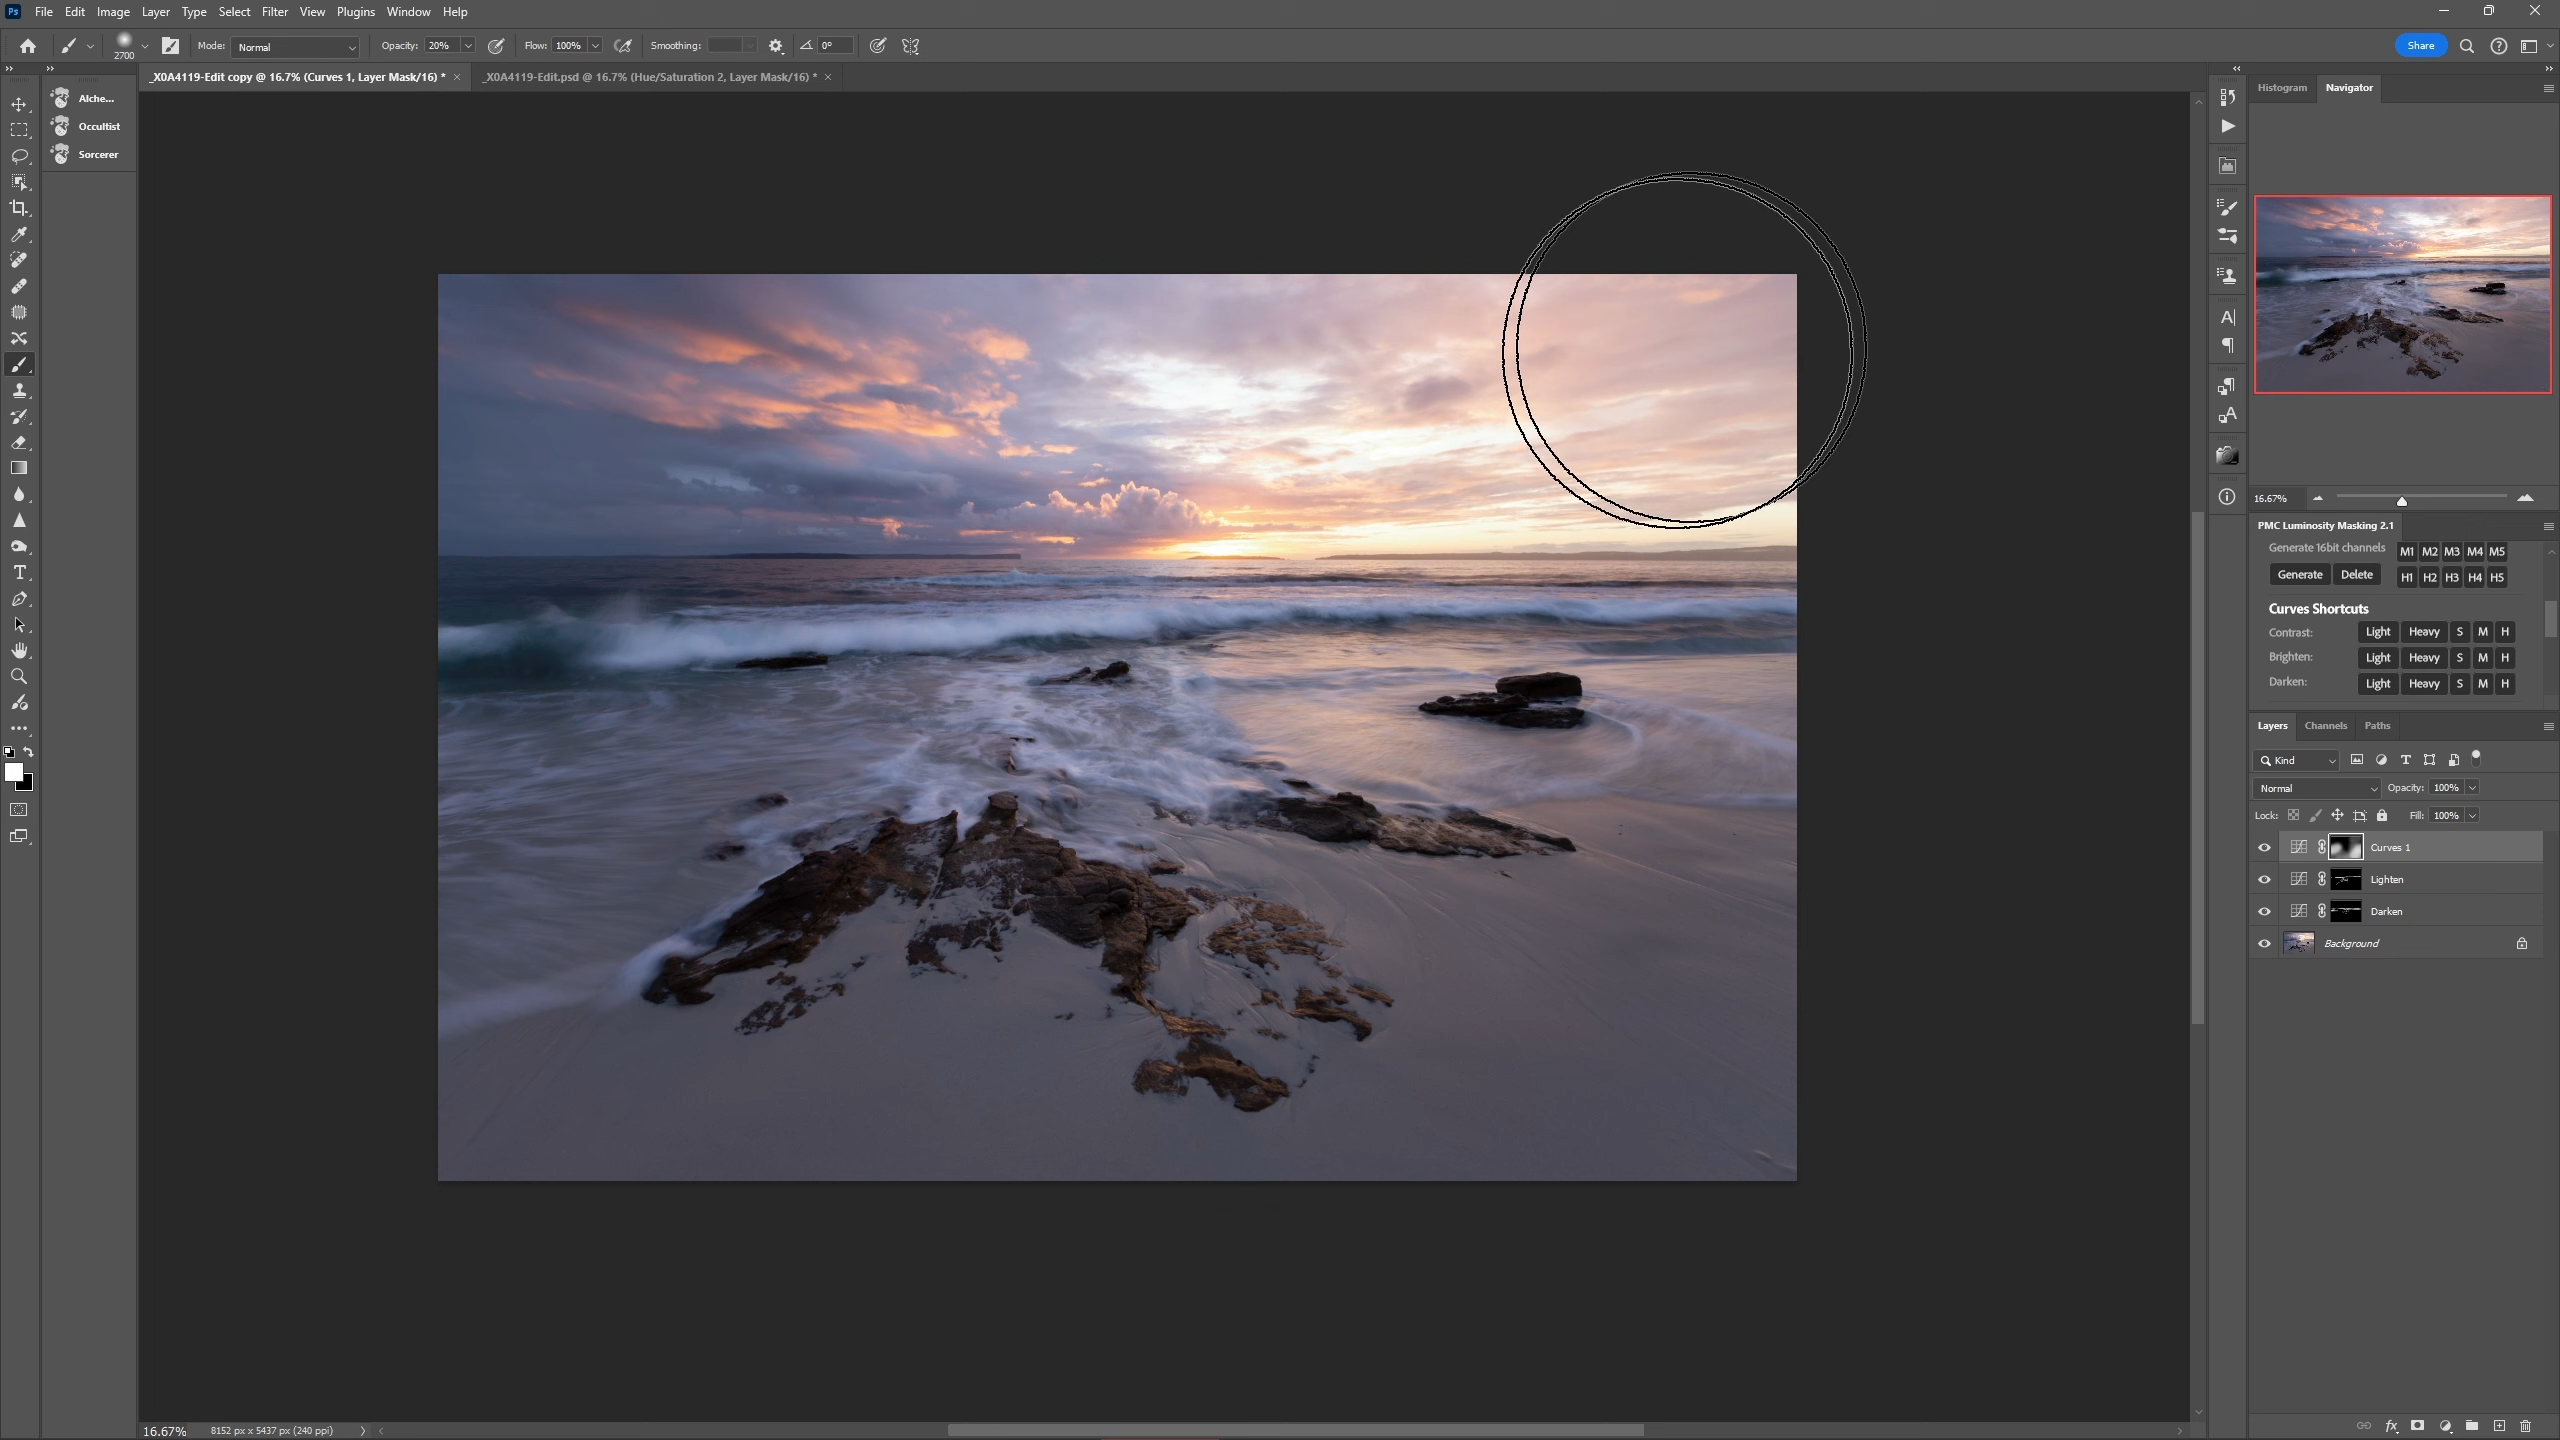 Ps File Edit Image Layer Type Select Filter View Plugins Window Help
2700 Mode: Normal Opacity: 20% Flow: 100% Smoothing: 0° Share
_X0A4119-Edit copy @ 16.7% (Curves 1, Layer Mask/16) * _X0A4119-Edit.psd @ 16.7% (Hue/Saturation 2, Layer Mask/16) *
Alche...
Occultist
Sorcerer
Histogram Navigator
16.67%
PMC Luminosity Masking 2.1
Generate 16bit channels M1 M2 M3 M4 M5
Generate Delete H1 H2 H3 H4 H5
Curves Shortcuts
Contrast: Light Heavy S M H
Brighten: Light Heavy S M H
Darken: Light Heavy S M H
Layers Channels Paths
Kind
Normal Opacity: 100%
Lock: Fill: 100%
Curves 1
Lighten
Darken
Background
16.67% 8152 px x 5437 px (240 ppi)